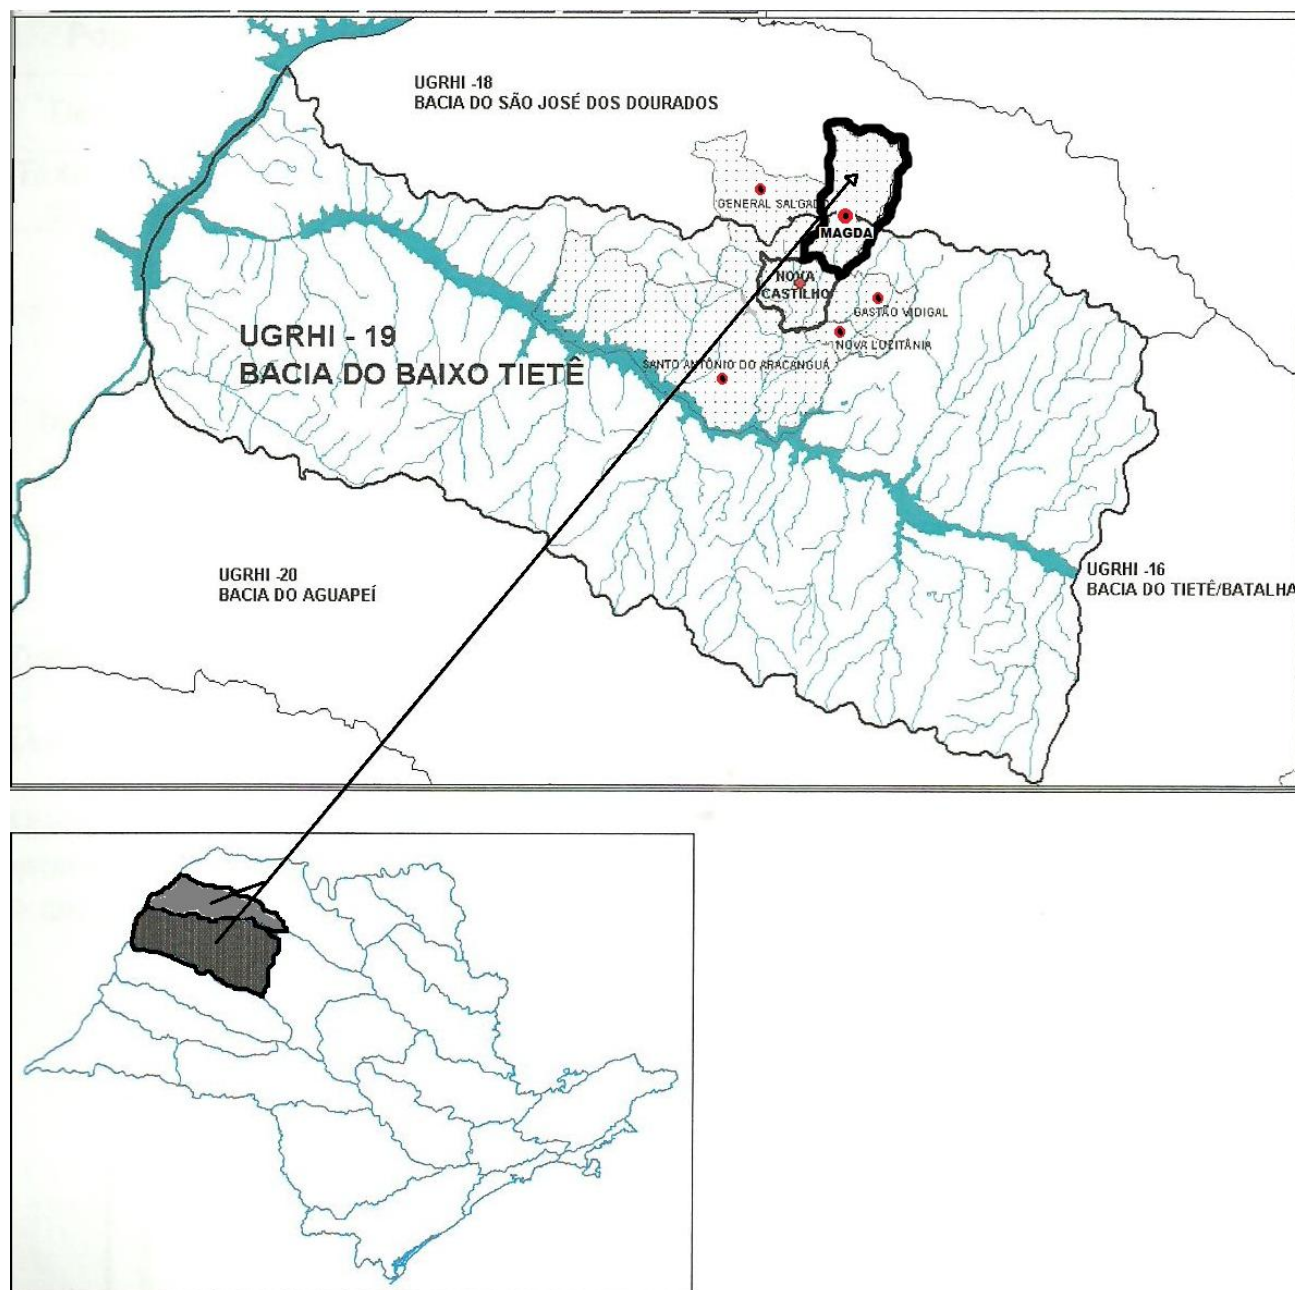 UGRHI -18
BACIA DO SÃO JOSÉ DOS DOURADOS
GENERAL SALGAD
MAGDA
NOVA
CASTILHO
GASTÃO VIDIGAL
NOVA LUZITÂNIA
UGRHI - 19
BACIA DO BAIXO TIETÊ
SANTO ANTÔNIO DO ARACANGUÁ
UGRHI -20
BACIA DO AGUAPEÍ
UGRHI -16
BACIA DO TIETÊ/BATALHA